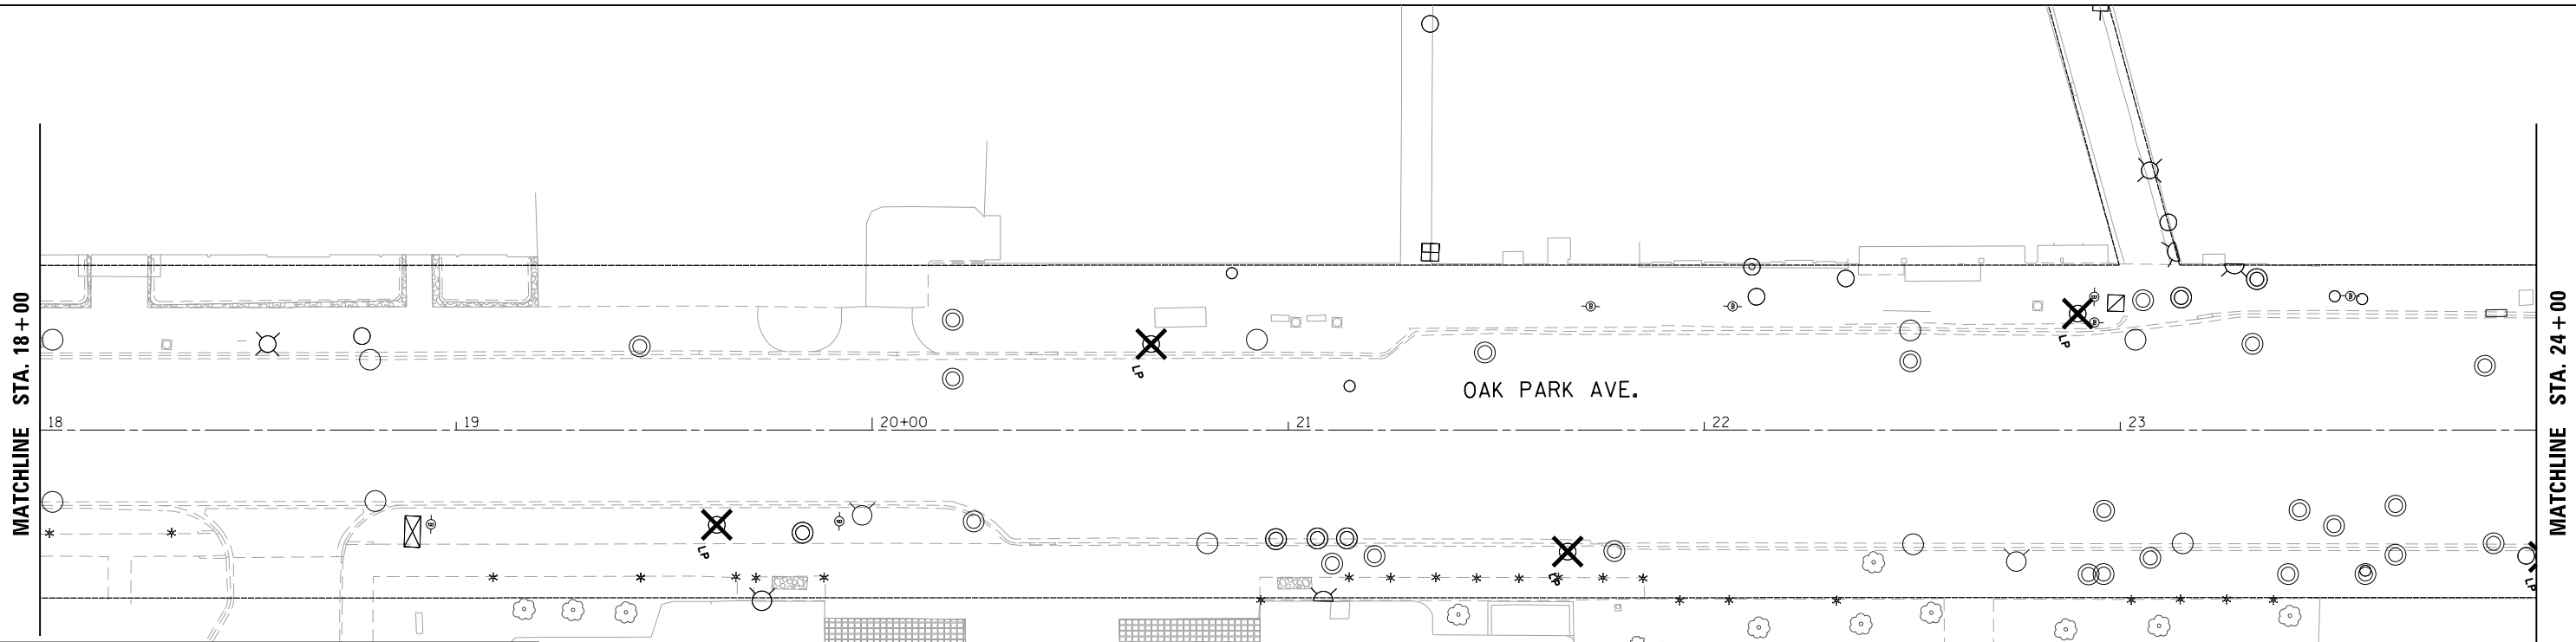 MATCHLINE STA. 18+00
B
B
B
B
B
LP
LP
OAK PARK AVE.
18
19
20+00
21
22
23
B
B
LP
LP
LP
MATCHLINE STA. 24+00